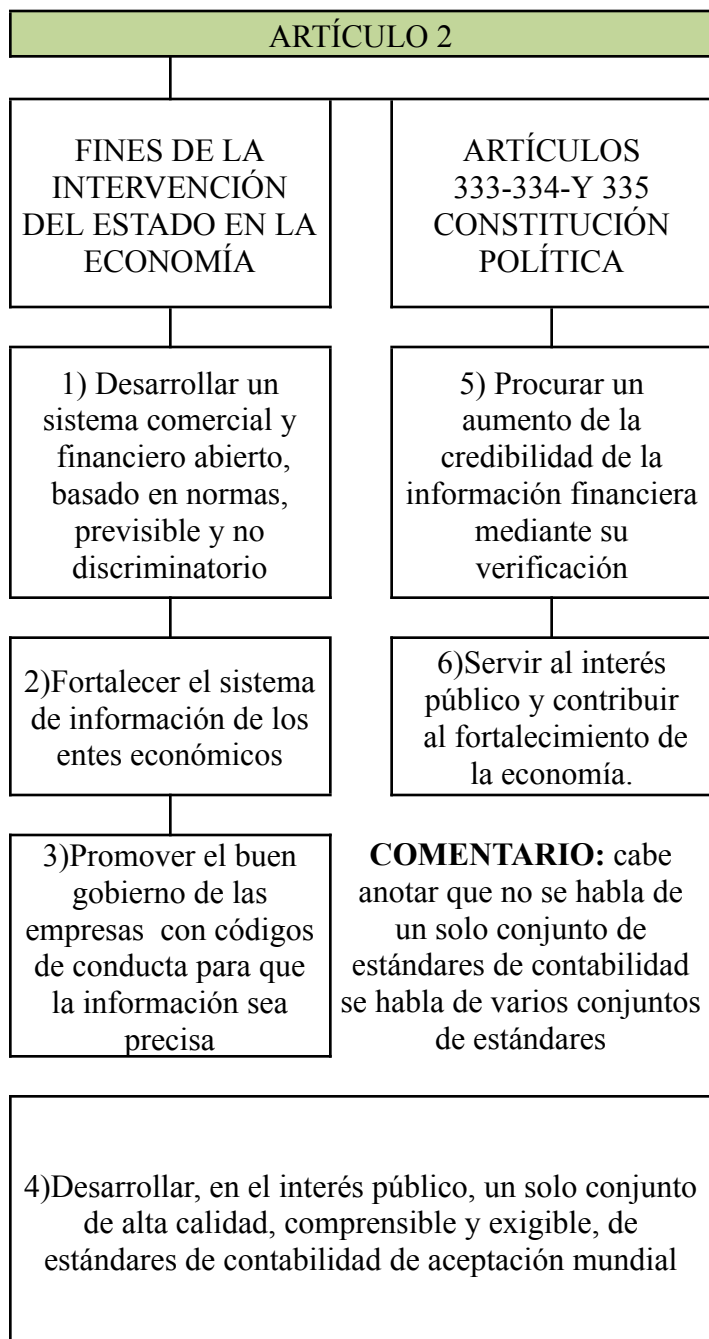 ARTÍCULO 2
FINES DE LA
INTERVENCIÓN
DEL ESTADO EN LA
ECONOMÍA
ARTÍCULOS
333-334-Y 335
CONSTITUCIÓN
POLÍTICA
1) Desarrollar un
sistema comercial y
financiero abierto,
basado en normas,
previsible y no
discriminatorio
5) Procurar un
aumento de la
credibilidad de la
información financiera
mediante su
verificación
2)Fortalecer el sistema
de información de los
entes económicos
6)Servir al interés
público y contribuir
al fortalecimiento de
la economía.
3)Promover el buen
gobierno de las
empresas con códigos
de conducta para que
la información sea
precisa
COMENTARIO: cabe
anotar que no se habla de
un solo conjunto de
estándares de contabilidad
se habla de varios conjuntos
de estándares
4)Desarrollar, en el interés público, un solo conjunto
de alta calidad, comprensible y exigible, de
estándares de contabilidad de aceptación mundial